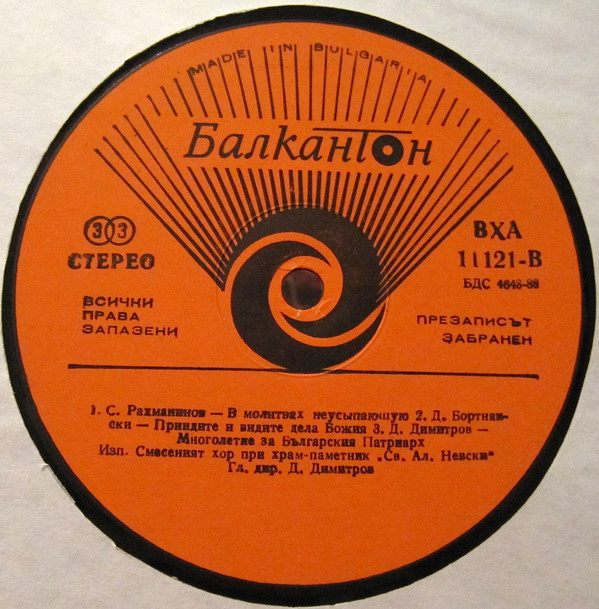 MADE IN BULGARIA
Балкантон
33
СТЕРЕО
ВСИЧКИ
ПРАВА
ЗАПАЗЕНИ
ВХА
11121-В
БДС 4648-88
ПРЕЗАПИСЪТ
ЗАБРАНЕН
1. С. Рахманинов — В молитвах неусыпающую 2. Д. Бортнян-
ски — Приидите и видите дела Божия 3. Д. Димитров —
Многолетие за Българския Патриарх
Изп. Смесеният хор при храм-паметник „Св. Ал. Невски“
Гл. дир. Д. Димитров